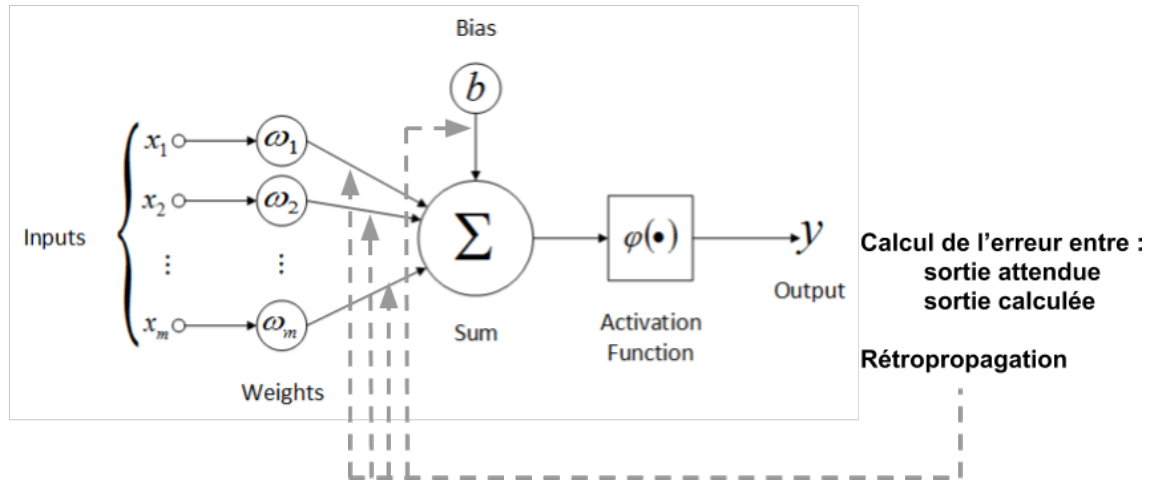 Bias
b
x₁ ω₁
x₂ ω₂
Inputs ⋮ ⋮ Σ φ(•) y
xₘ ωₘ
Weights
Sum
Activation
Function
Output
Calcul de l’erreur entre :
sortie attendue
sortie calculée
Rétropropagation